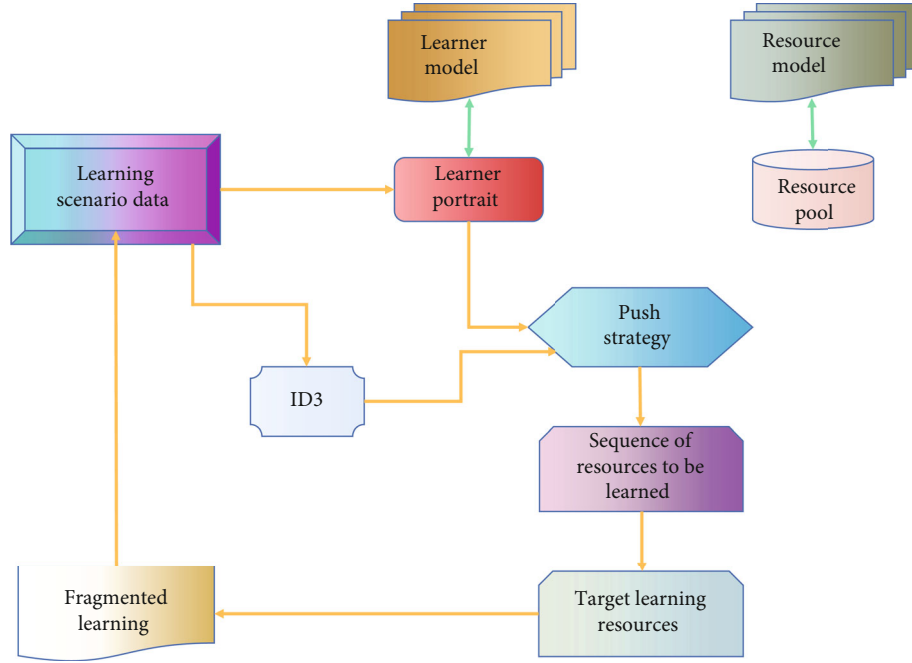 Learner
model
Resource
model
Learning
scenario data
Learner
portrait
Resource
pool
Push
strategy
ID3
Sequence of
resources to be
learned
Fragmented
learning
Target learning
resources